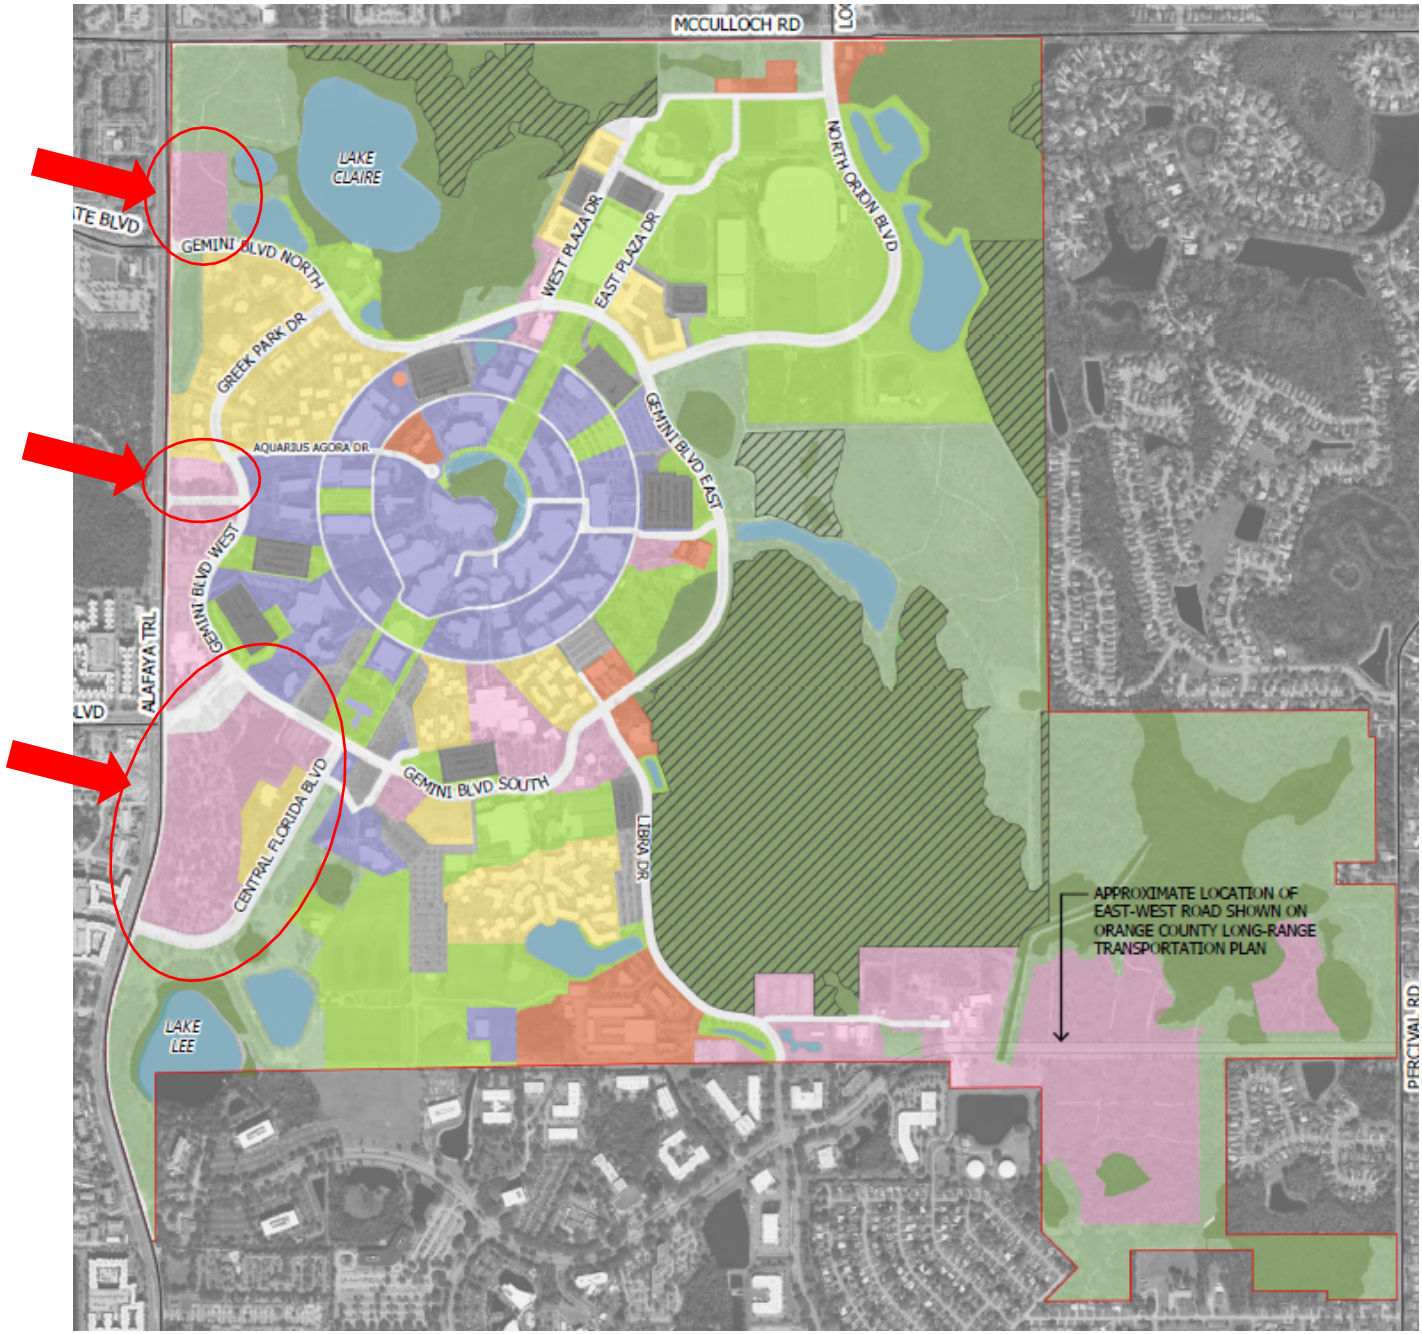 MCCULLOCH RD
LO
LAKE
CLAIRE
NORTH ORION BLVD
TE BLVD
GEMINI BLVD NORTH
WEST PLAZA DR
EAST PLAZA DR
GREEK PARK DR
GEMINI BLVD EAST
AQUARIUS AGORA DR
GEMINI BLVD WEST
ALAFAYA TRL
LVD
GEMINI BLVD SOUTH
CENTRAL FLORIDA BLVD
LIBRA DR
APPROXIMATE LOCATION OF
EAST-WEST ROAD SHOWN ON
ORANGE COUNTY LONG-RANGE
TRANSPORTATION PLAN
LAKE
LEE
PERCIVAL RD